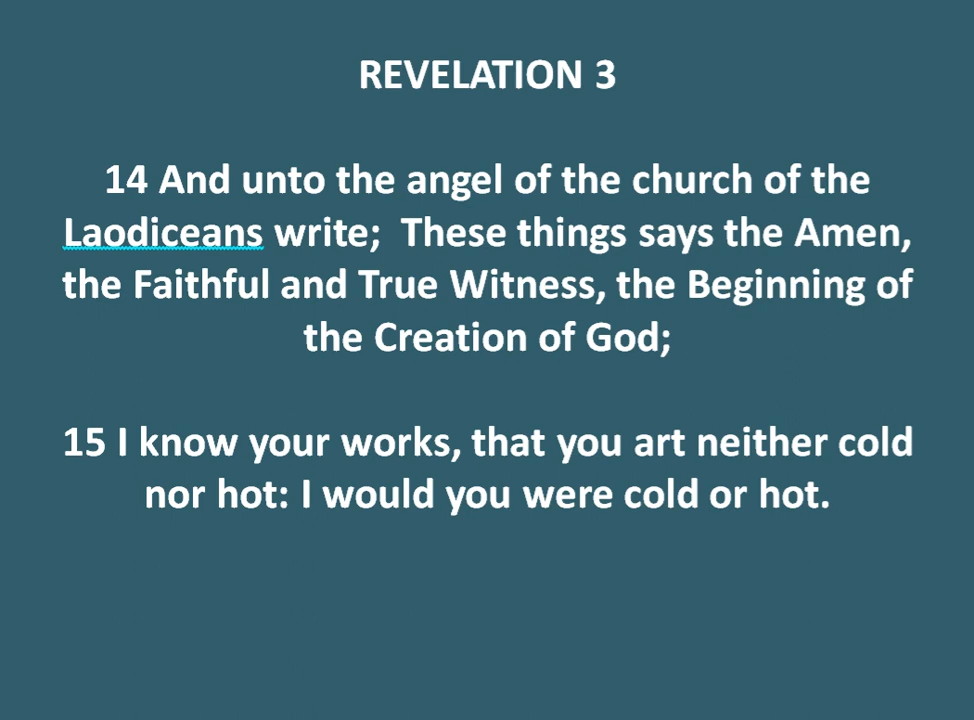 REVELATION 3
14 And unto the angel of the church of the
Laodiceans write;  These things says the Amen,
the Faithful and True Witness, the Beginning of
the Creation of God;
15 I know your works, that you art neither cold
nor hot: I would you were cold or hot.